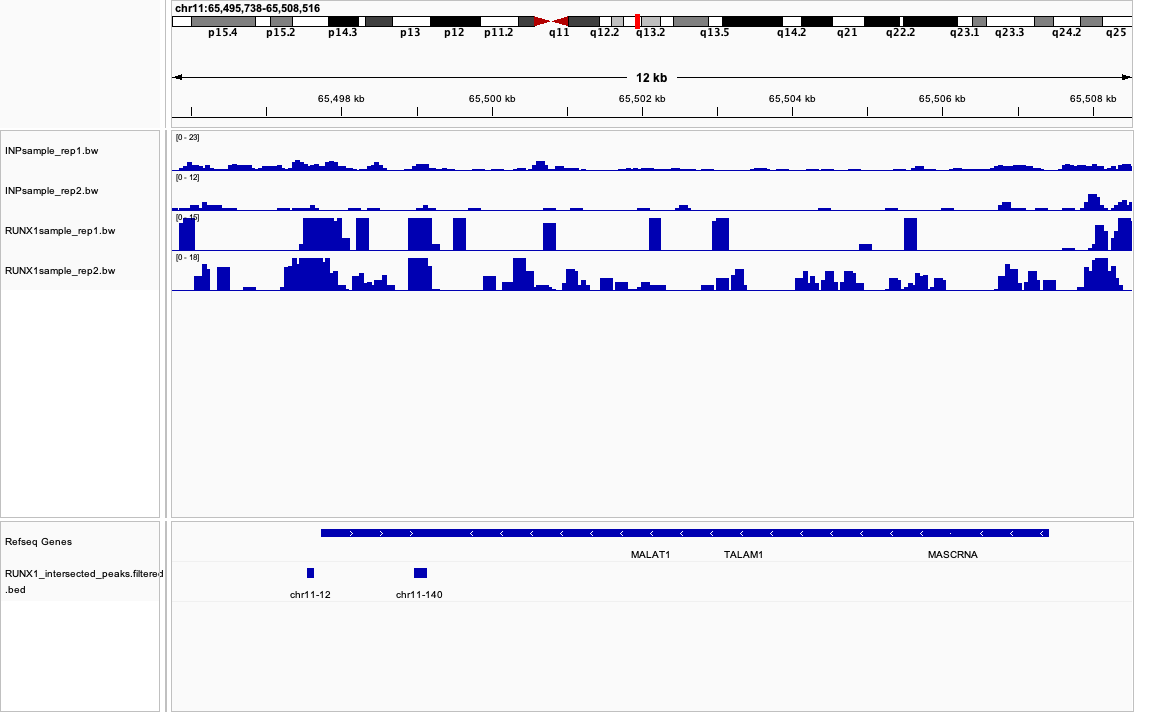 chr11:65,495,738-65,508,516
p15.4 p15.2 p14.3 p13 p12 p11.2 q11 q12.2 q13.2 q13.5 q14.2 q21 q22.2 q23.1 q23.3 q24.2 q25
12 kb
65,498 kb 65,500 kb 65,502 kb 65,504 kb 65,506 kb 65,508 kb
[0 - 23]
INPsample_rep1.bw
[0 - 12]
INPsample_rep2.bw
[0 - 15]
RUNX1sample_rep1.bw
[0 - 18]
RUNX1sample_rep2.bw
Refseq Genes
MALAT1 TALAM1 MASCRNA
RUNX1_intersected_peaks.filtered
.bed
chr11-12 chr11-140